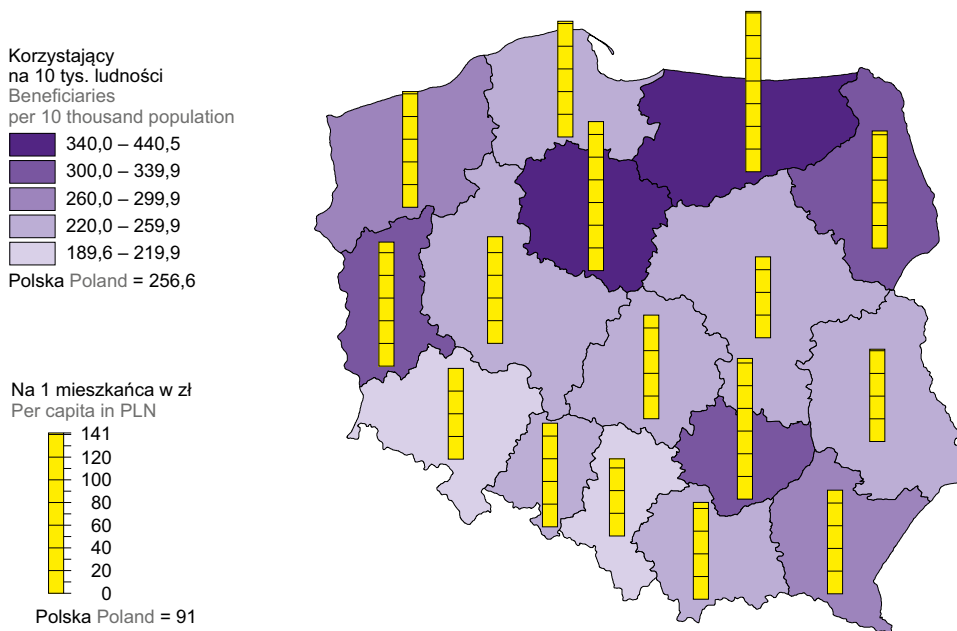 Korzystający
na 10 tys. ludności
Beneficiaries
per 10 thousand population
340,0 – 440,5
300,0 – 339,9
260,0 – 299,9
220,0 – 259,9
189,6 – 219,9
Polska Poland = 256,6
Na 1 mieszkańca w zł
Per capita in PLN
141
120
100
80
60
40
20
0
Polska Poland = 91